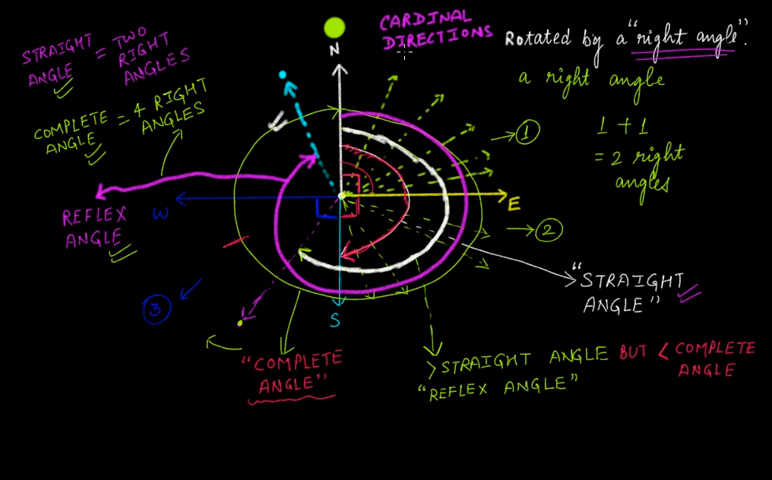 CARDINAL
DIRECTIONS
Rotated by a "right angle".
a right angle
1 + 1
= 2 right
angles
STRAIGHT
ANGLE = TWO
RIGHT
ANGLES
COMPLETE
ANGLE = 4 RIGHT
ANGLES
REFLEX
ANGLE
N
W
E
S
1
2
3
"STRAIGHT
ANGLE"
"COMPLETE
ANGLE"
> STRAIGHT ANGLE BUT < COMPLETE
ANGLE
"REFLEX ANGLE"